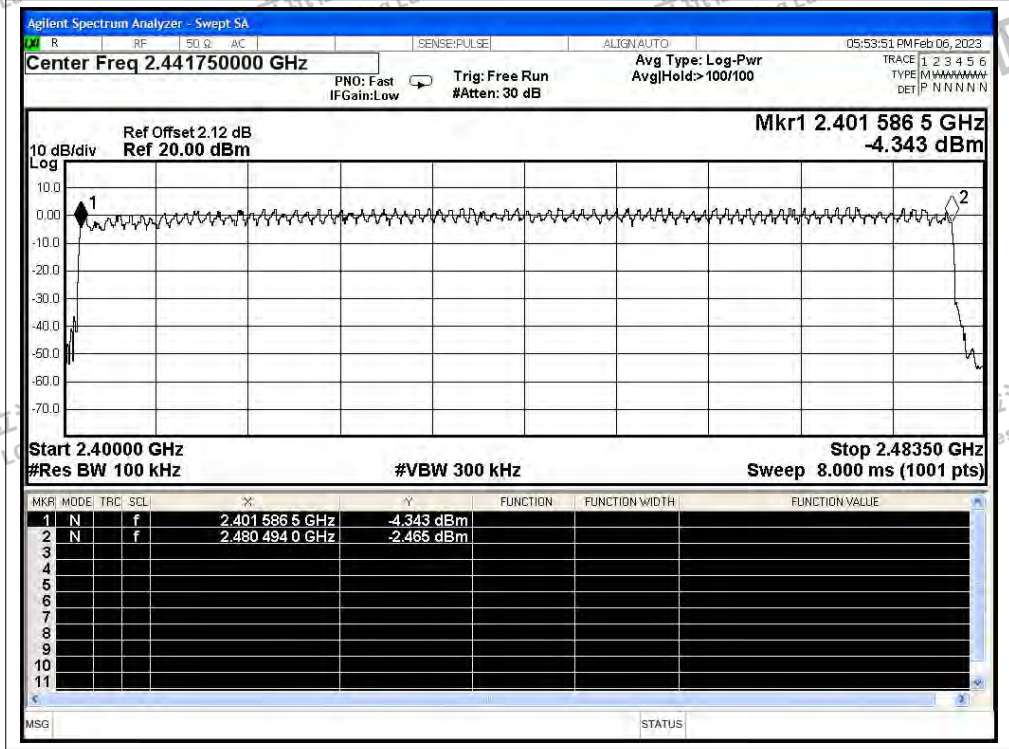 Agilent Spectrum Analyzer - Swept SA
LXI R RF 50 Ω AC SENSE:PULSE ALIGN AUTO 05:53:51 PM Feb 06, 2023
Center Freq 2.441750000 GHz
PNO: Fast
IFGain:Low
Trig: Free Run
#Atten: 30 dB
Avg Type: Log-Pwr
Avg|Hold:>100/100
TRACE 1 2 3 4 5 6
TYPE M W W W W W
DET P N N N N N
Mkr1 2.401 586 5 GHz
-4.343 dBm
Ref Offset 2.12 dB
10 dB/div Ref 20.00 dBm
Log
10.0
0.00
-10.0
-20.0
-30.0
-40.0
-50.0
-60.0
-70.0
1
2
Start 2.40000 GHz Stop 2.48350 GHz
#Res BW 100 kHz #VBW 300 kHz Sweep 8.000 ms (1001 pts)
MKR MODE TRC SCL X Y FUNCTION FUNCTION WIDTH FUNCTION VALUE
1 N f 2.401 586 5 GHz -4.343 dBm
2 N f 2.480 494 0 GHz -2.465 dBm
3
4
5
6
7
8
9
10
11
MSG STATUS